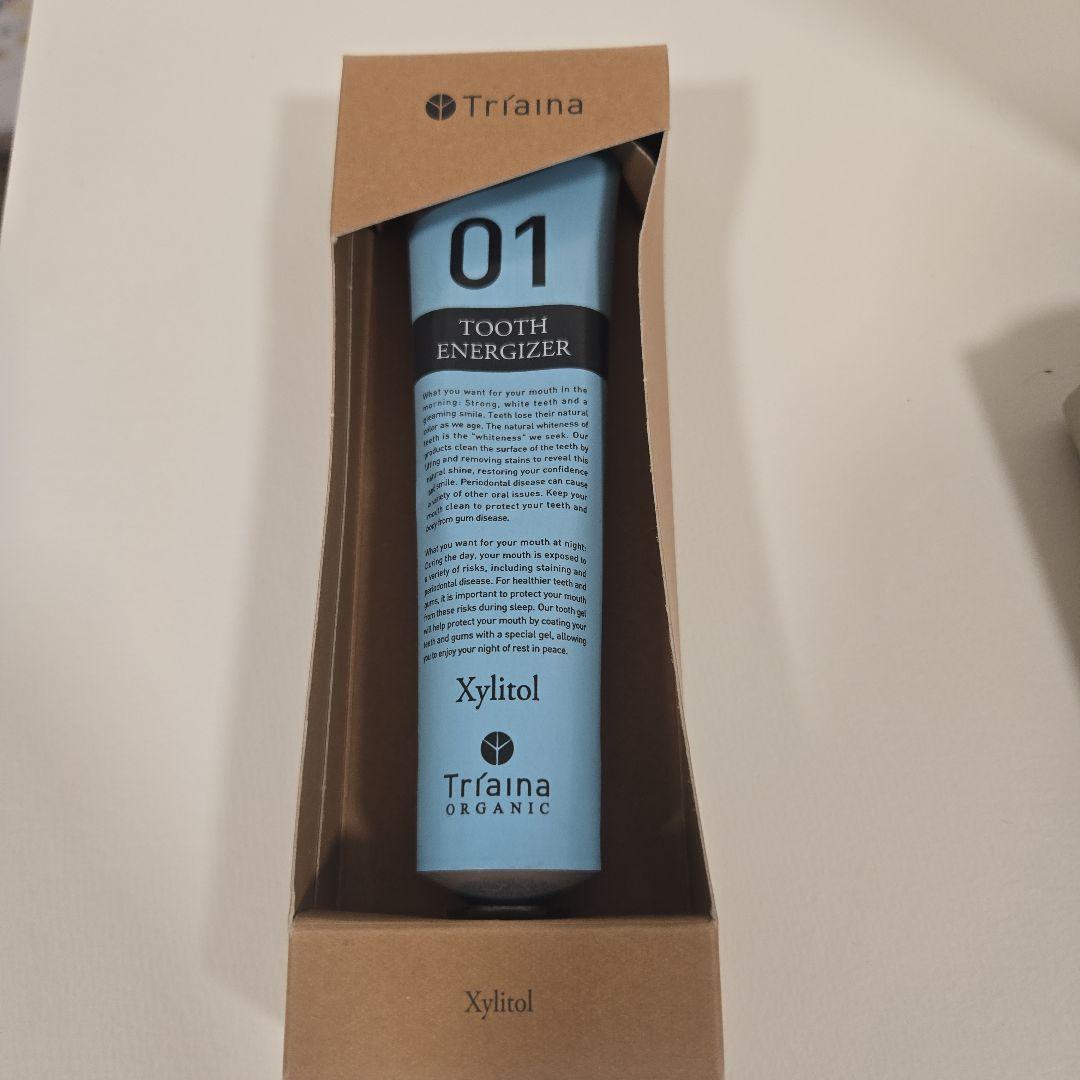 Tríaına
01
TOOTH
ENERGIZER
What you want for your mouth in the
morning: Strong, white teeth and a
gleaming smile. Teeth lose their natural
color as we age. The natural whiteness of
teeth is the "whiteness" we seek. Our
products clean the surface of the teeth by
lifting and removing stains to reveal this
natural shine, restoring your confidence
and smile. Periodontal disease can cause
a variety of other oral issues. Keep your
mouth clean to protect your teeth and
body from gum disease.
What you want for your mouth at night:
During the day, your mouth is exposed to
a variety of risks, including staining and
periodontal disease. For healthier teeth and
gums, it is important to protect your mouth
from these risks during sleep. Our tooth gel
will help protect your mouth by coating your
teeth and gums with a special gel, allowing
you to enjoy your night of rest in peace.
Xylitol
Tríaına
ORGANIC
Xylitol